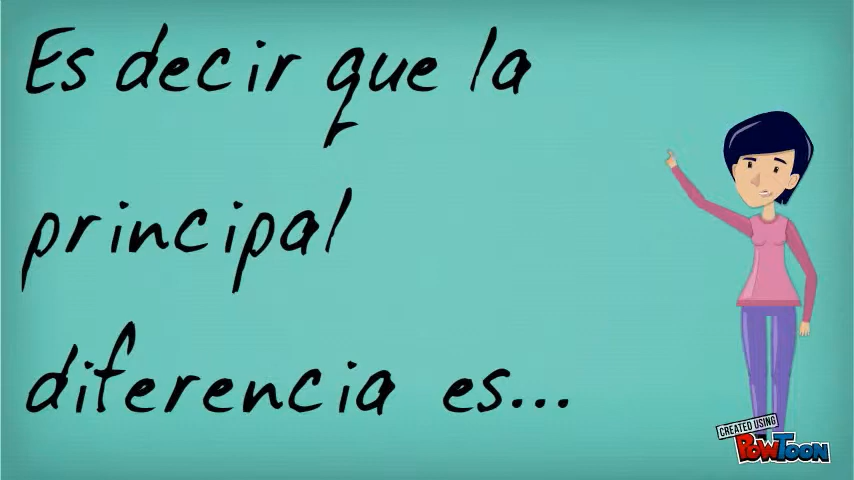 Es decir que la
principal
diferencia es...
CREATED USING
POWTOON